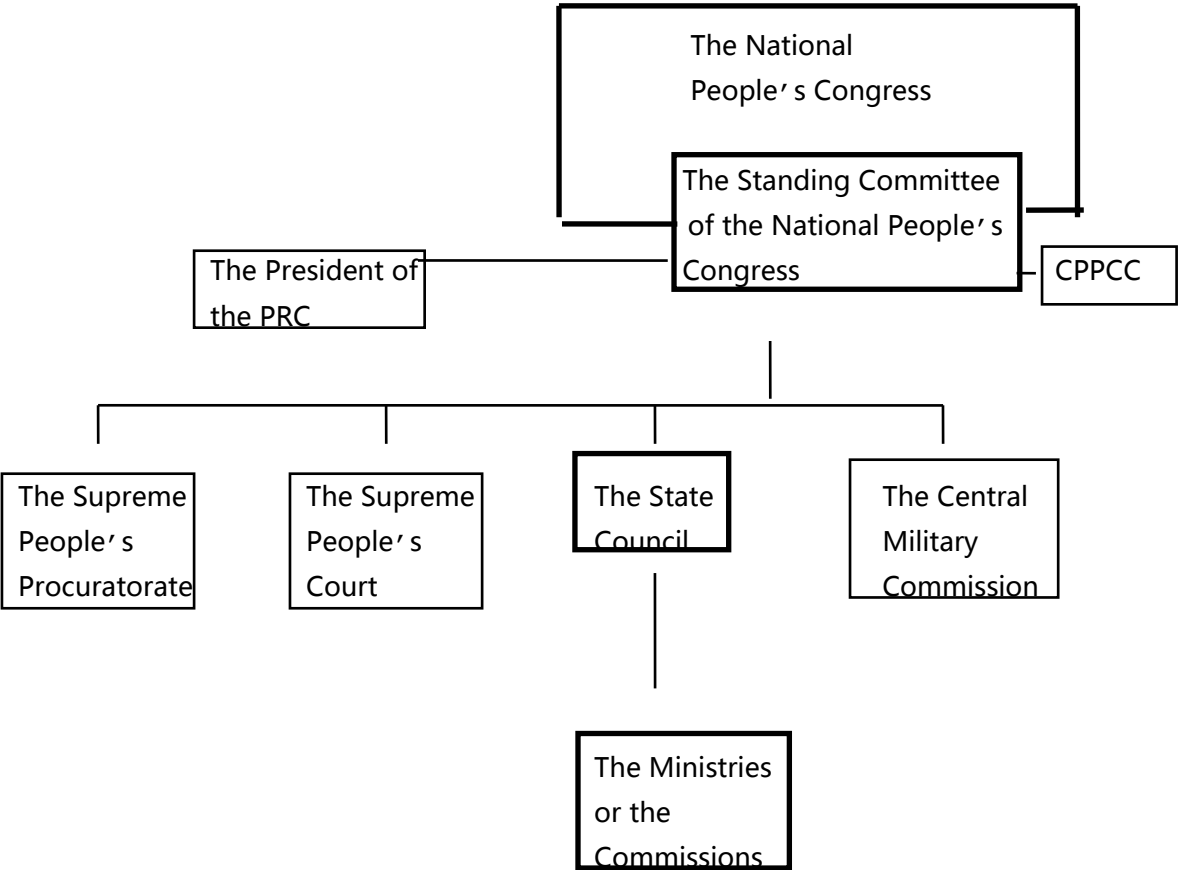 The National
People’s Congress
The Standing Committee
of the National People’s
Congress
The President of
the PRC
CPPCC
The Supreme
People’s
Procuratorate
The Supreme
People’s
Court
The State
Council
The Central
Military
Commission
The Ministries
or the
Commissions